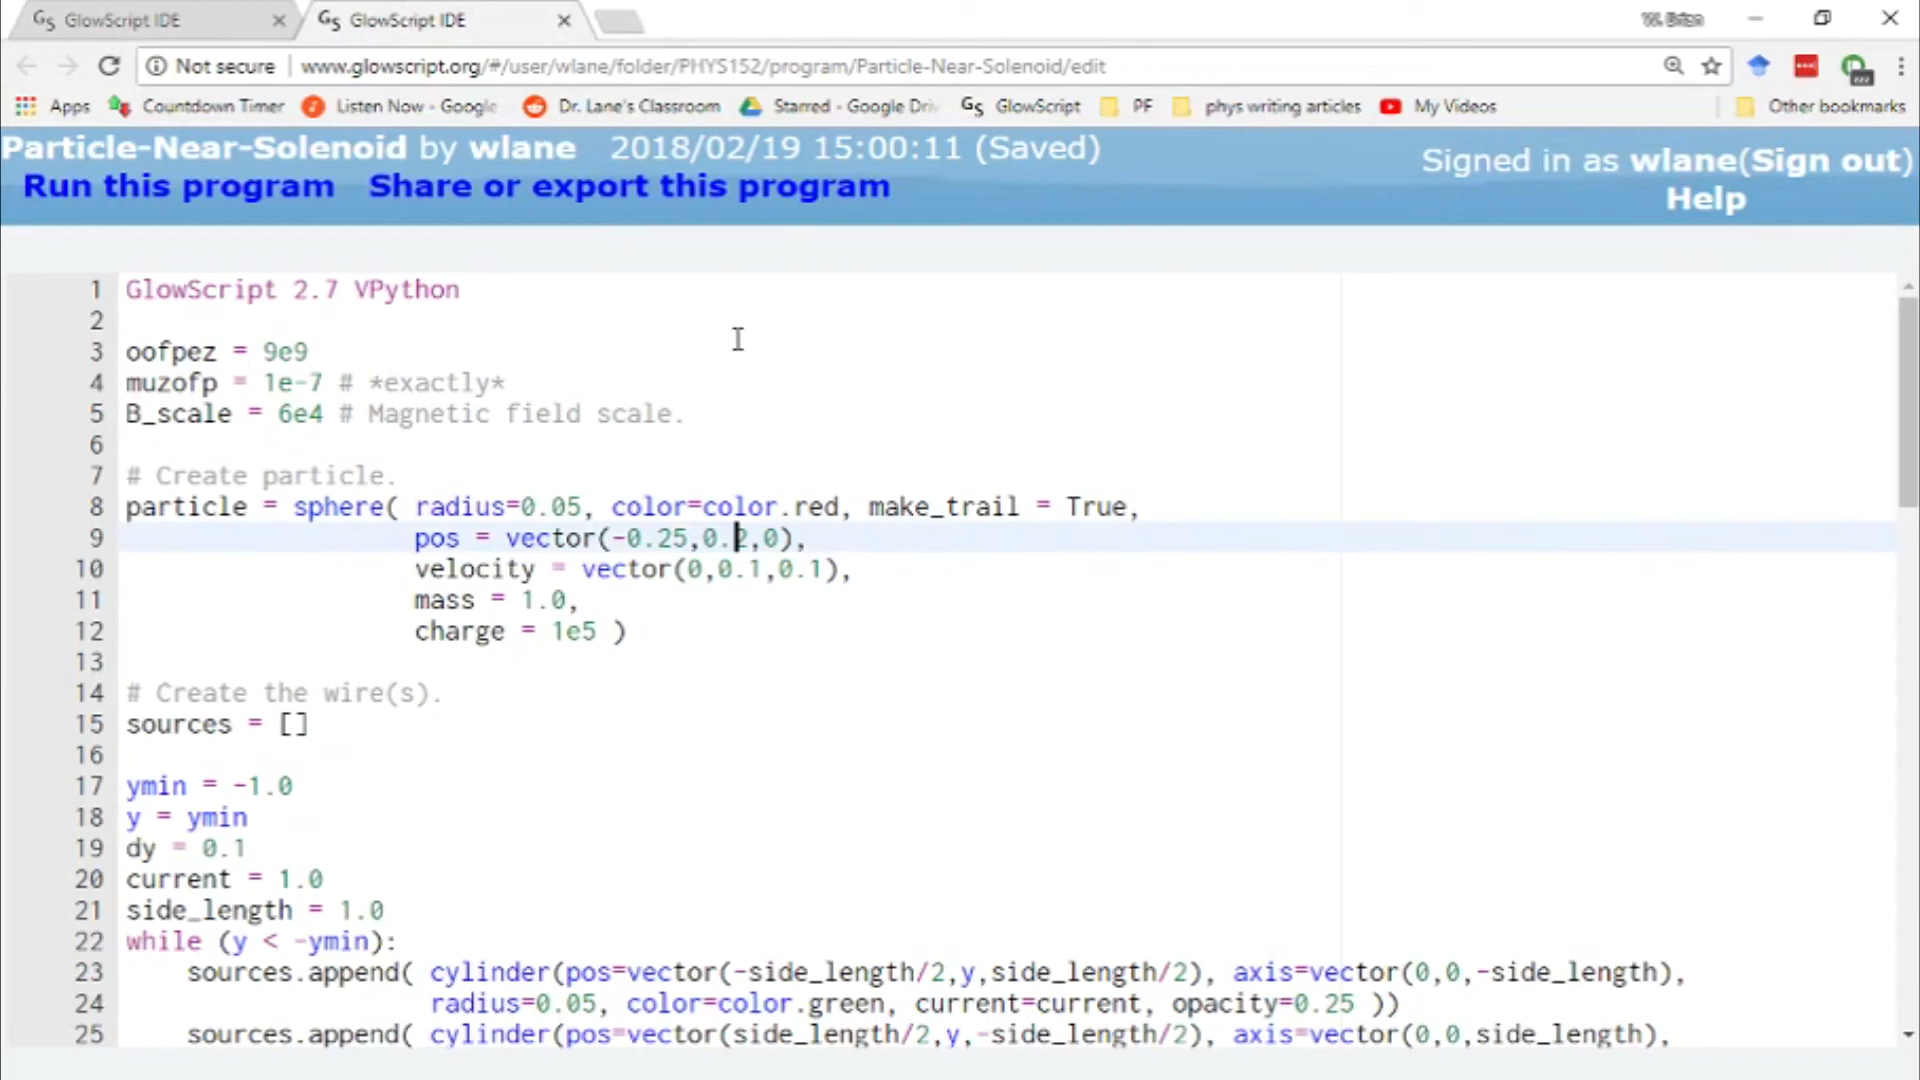 GlowScript IDE
GlowScript IDE
Not secure www.glowscript.org/#/user/wlane/folder/PHYS152/program/Particle-Near-Solenoid/edit
Apps Countdown Timer Listen Now - Google Dr. Lane's Classroom Starred - Google Driv GlowScript PF phys writing articles My Videos Other bookmarks
Particle-Near-Solenoid by wlane 2018/02/19 15:00:11 (Saved)
Signed in as wlane(Sign out)
Run this program Share or export this program
Help
1 GlowScript 2.7 VPython
2
3 oofpez = 9e9
4 muzofp = 1e-7 # *exactly*
5 B_scale = 6e4 # Magnetic field scale.
6
7 # Create particle.
8 particle = sphere( radius=0.05, color=color.red, make_trail = True,
9 pos = vector(-0.25,0.2,0),
10 velocity = vector(0,0.1,0.1),
11 mass = 1.0,
12 charge = 1e5 )
13
14 # Create the wire(s).
15 sources = []
16
17 ymin = -1.0
18 y = ymin
19 dy = 0.1
20 current = 1.0
21 side_length = 1.0
22 while (y < -ymin):
23 sources.append( cylinder(pos=vector(-side_length/2,y,side_length/2), axis=vector(0,0,-side_length),
24 radius=0.05, color=color.green, current=current, opacity=0.25 ))
25 sources.append( cylinder(pos=vector(side_length/2,y,-side_length/2), axis=vector(0,0,side_length),